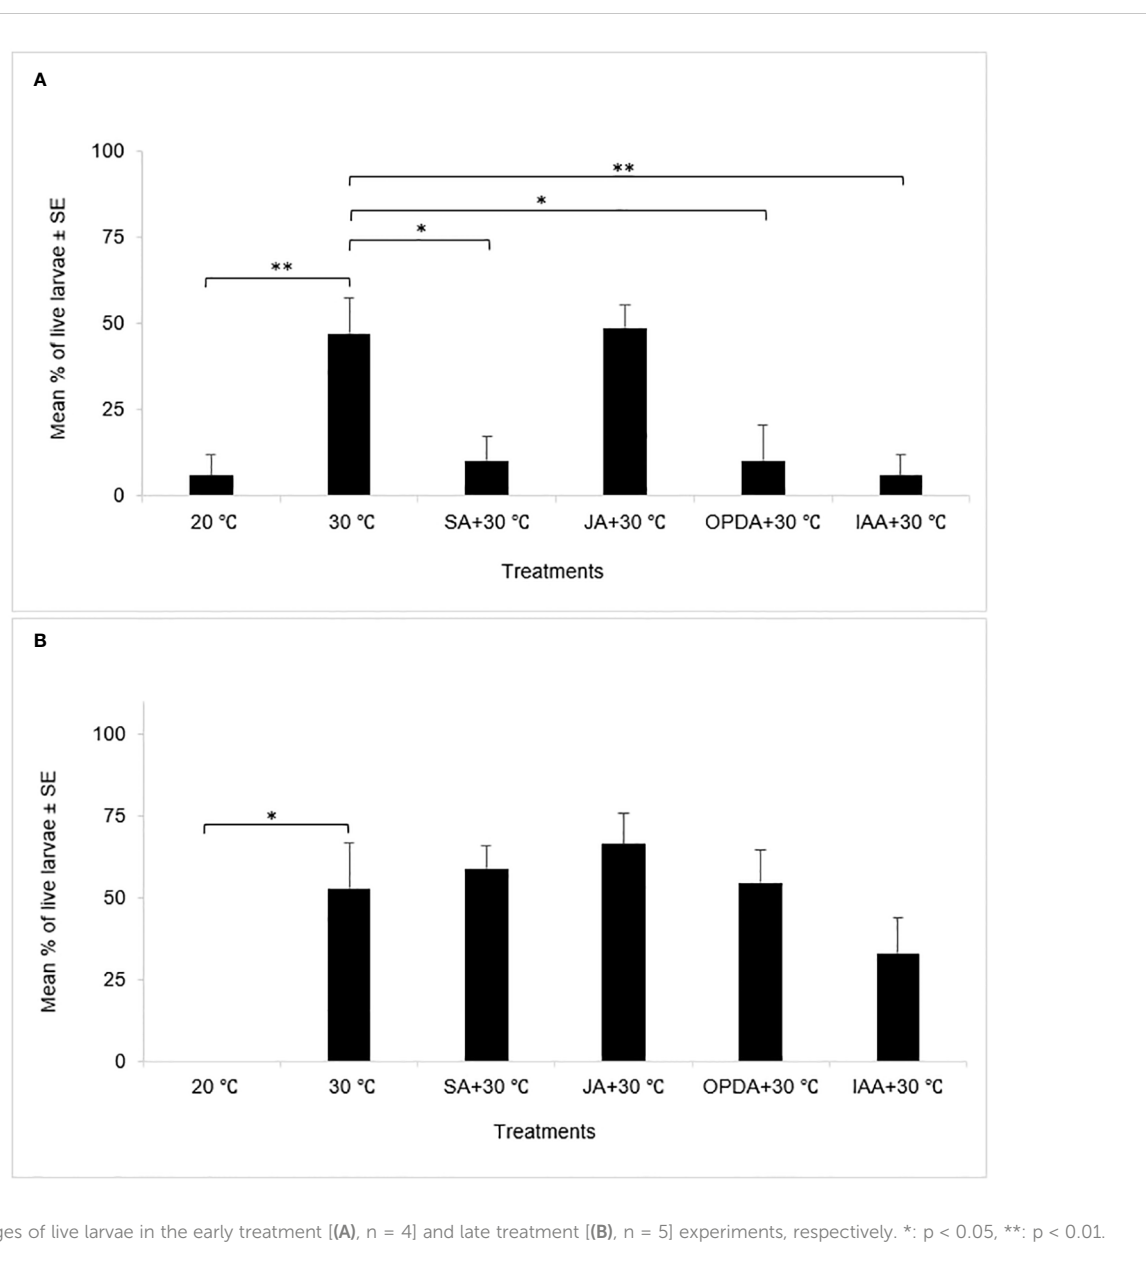 A
100
75
50
25
0
Mean % of live larvae ± SE
**
*
*
**
20 °C 30 °C SA+30 °C JA+30 °C OPDA+30 °C IAA+30 °C
Treatments
B
100
75
50
25
0
Mean % of live larvae ± SE
*
20 °C 30 °C SA+30 °C JA+30 °C OPDA+30 °C IAA+30 °C
Treatments
of live larvae in the early treatment [(A), n = 4] and late treatment [(B), n = 5] experiments, respectively. *: p < 0.05, **: p < 0.01.